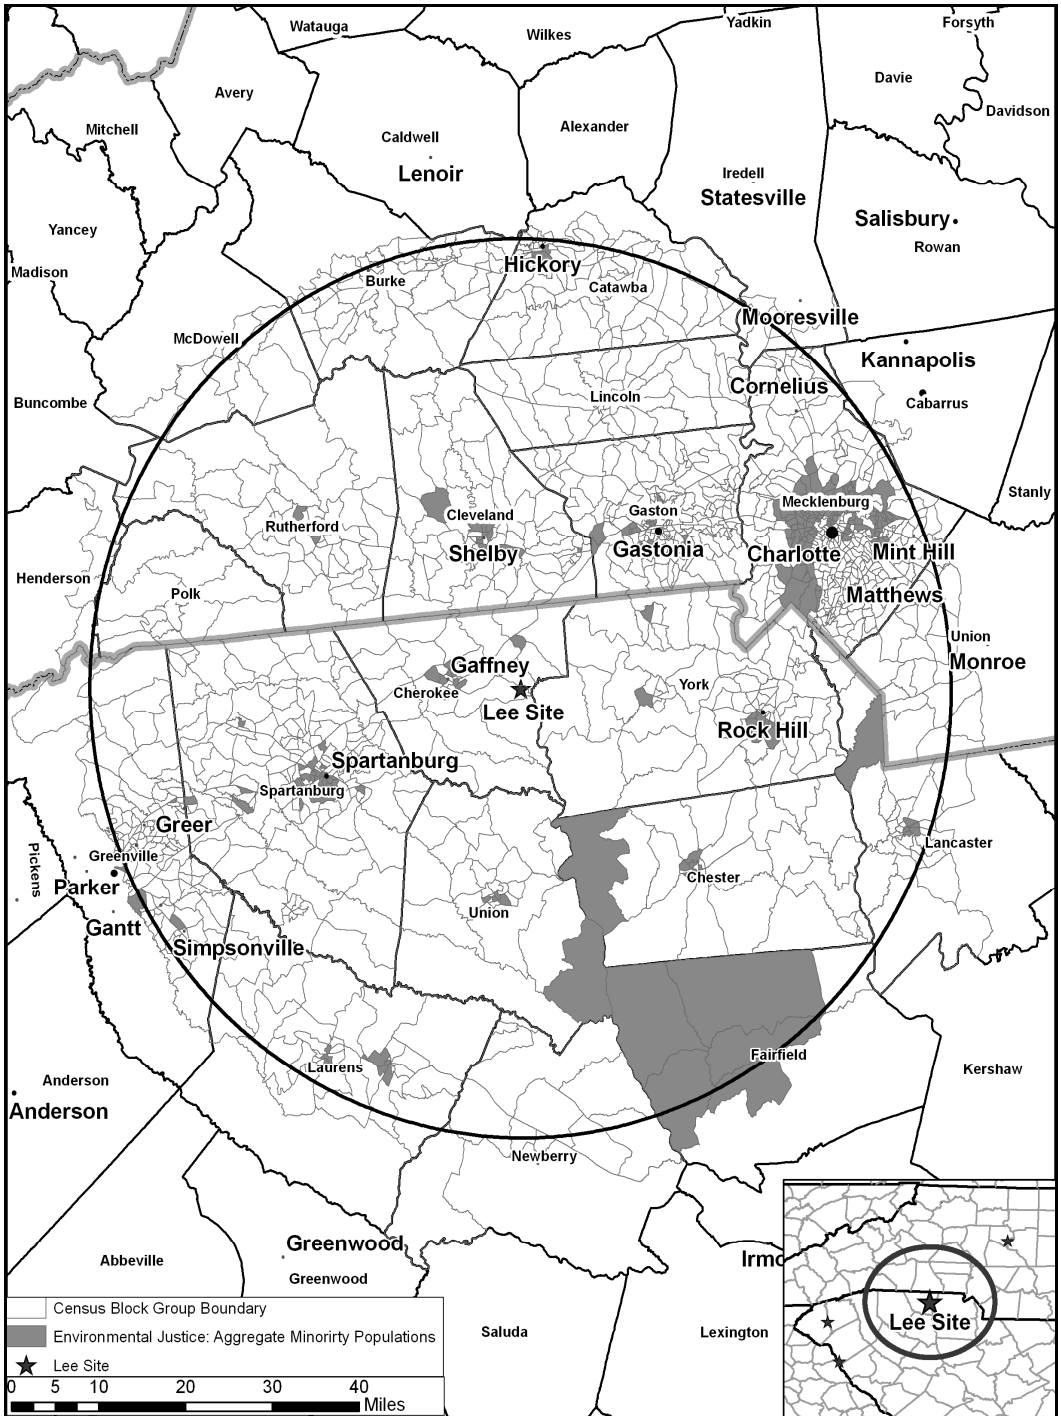 Watauga
Wilkes
Yadkin
Forsyth
Davie
Avery
Davidson
Mitchell
Caldwell
Alexander
Lenoir
Iredell
Statesville
Salisbury
Yancey
Rowan
Madison
Hickory
Burke
Catawba
Mooresville
McDowell
Kannapolis
Cornelius
Buncombe
Lincoln
Cabarrus
Stanly
Mecklenburg
Gaston
Cleveland
Rutherford
Shelby
Gastonia
Charlotte
Mint Hill
Henderson
Polk
Matthews
Union
Monroe
Gaffney
Cherokee
York
Lee Site
Rock Hill
Spartanburg
Spartanburg
Greer
Lancaster
Greenville
Pickens
Parker
Chester
Union
Gantt
Simpsonville
Fairfield
Laurens
Kershaw
Anderson
Anderson
Newberry
Greenwood
Irmo
Abbeville
Greenwood
Saluda
Lexington
Lee Site
Census Block Group Boundary
Environmental Justice: Aggregate Minorirty Populations
Lee Site
0 5 10 20 30 40
Miles